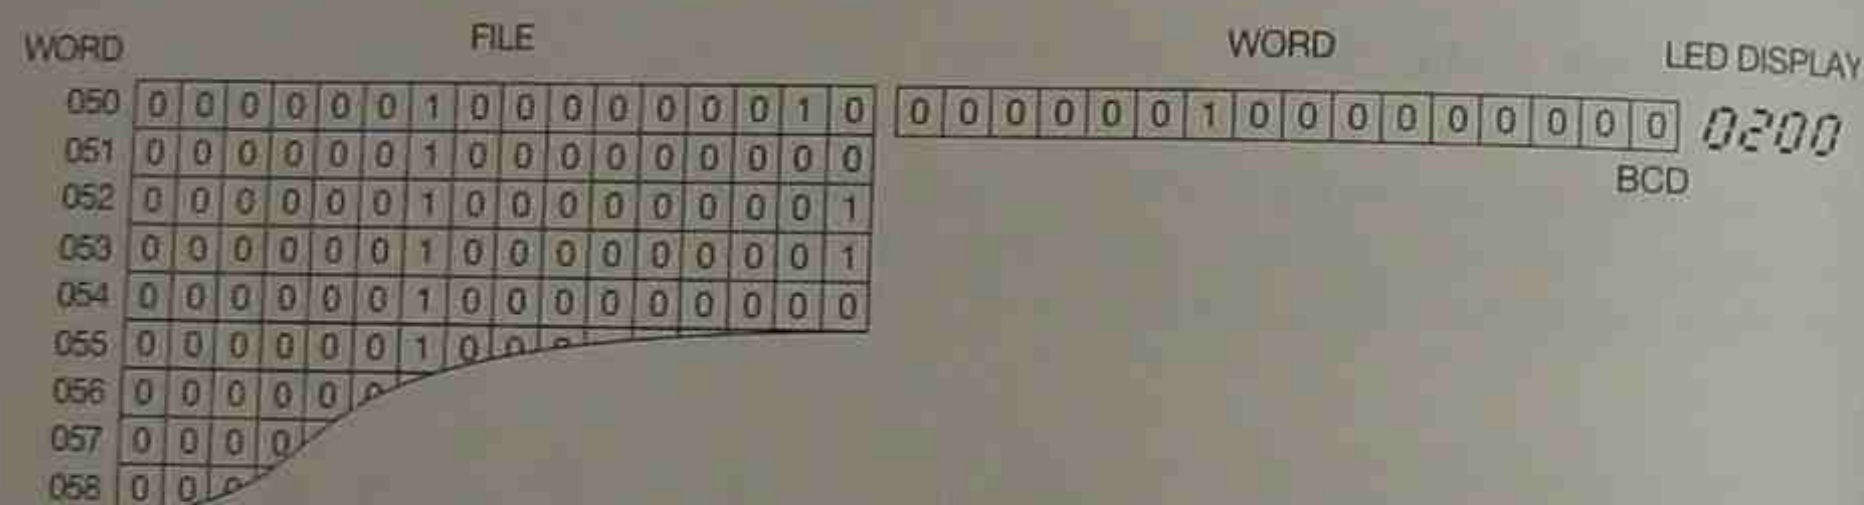 WORD FILE WORD LED DISPLAY
050 0 0 0 0 0 0 1 0 0 0 0 0 0 0 1 0 0 0 0 0 0 0 1 0 0 0 0 0 0 0 0 0 0200
051 0 0 0 0 0 0 1 0 0 0 0 0 0 0 0 0 BCD
052 0 0 0 0 0 0 1 0 0 0 0 0 0 0 0 1
053 0 0 0 0 0 0 1 0 0 0 0 0 0 0 0 1
054 0 0 0 0 0 0 1 0 0 0 0 0 0 0 0 0
055 0 0 0 0 0 0 1 0 0
056 0 0 0 0 0
057 0 0 0 0
058 0 0